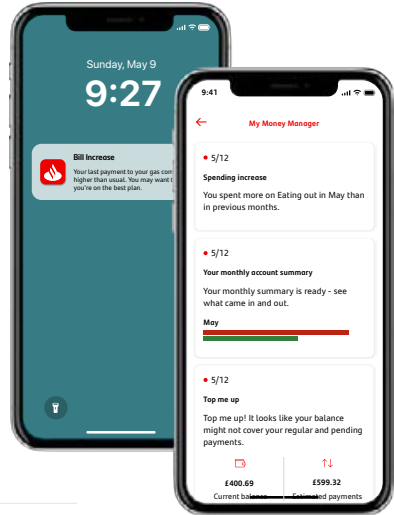 Sunday, May 9
9:27
Bill Increase
Your last payment to your gas
higher than usual. You may want
you're on the best plan.
9:41
My Money Manager
5/12
Spending increase
You spent more on Eating out in May than
in previous months.
5/12
Your monthly account summary
Your monthly summary is ready - see
what came in and out.
May
5/12
Top me up
Top me up! It looks like your balance
might not cover your regular and pending
payments.
£400.69 £599.32
Current balance Estimated payments